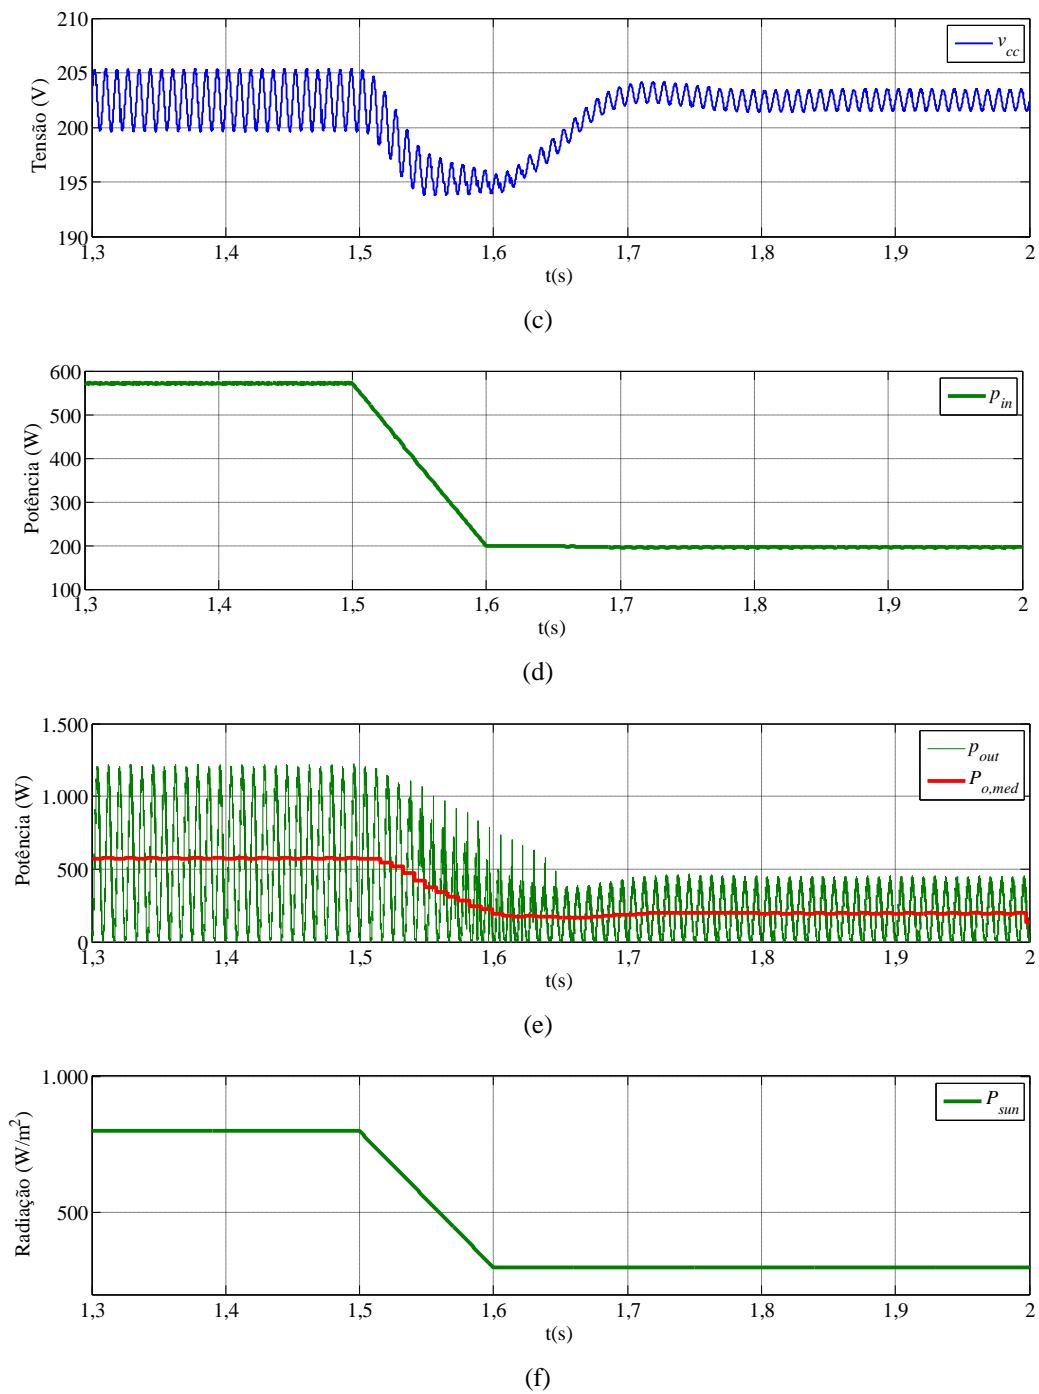 210
205
200
195
190
Tensão (V)
v_cc
1,3 1,4 1,5 1,6 1,7 1,8 1,9 2
t(s)
(c)
600
500
400
300
200
100
Potência (W)
p_in
1,3 1,4 1,5 1,6 1,7 1,8 1,9 2
t(s)
(d)
1.500
1.000
500
0
Potência (W)
p_out
P_o,med
1,3 1,4 1,5 1,6 1,7 1,8 1,9 2
t(s)
(e)
1.000
500
Radiação (W/m²)
P_sun
1,3 1,4 1,5 1,6 1,7 1,8 1,9 2
t(s)
(f)